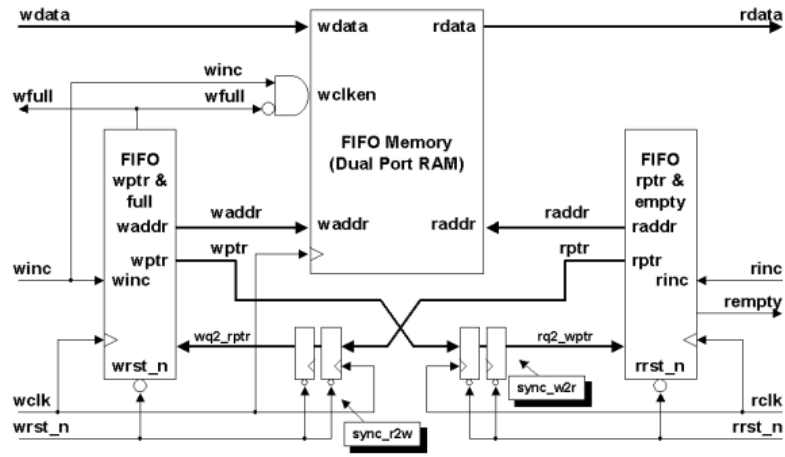 wdata
rdata
wdata
rdata
winc
wfull
wfull
wclken
FIFO Memory
(Dual Port RAM)
FIFO
wptr &
full
FIFO
rptr &
empty
waddr
waddr
waddr
raddr
raddr
raddr
wptr
wptr
rptr
rptr
winc
winc
rinc
rinc
rempty
wq2_rptr
rq2_wptr
wrst_n
rrst_n
sync_w2r
wclk
rclk
wrst_n
sync_r2w
rrst_n